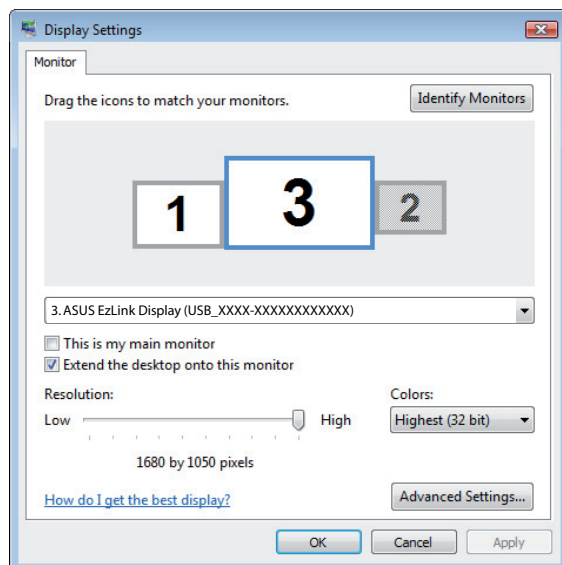 Display Settings
Monitor
Drag the icons to match your monitors.
Identify Monitors
1
3
2
3. ASUS EzLink Display (USB_XXXX-XXXXXXXXXXXX)
This is my main monitor
Extend the desktop onto this monitor
Resolution:
Colors:
Low
High
Highest (32 bit)
1680 by 1050 pixels
How do I get the best display?
Advanced Settings...
OK
Cancel
Apply